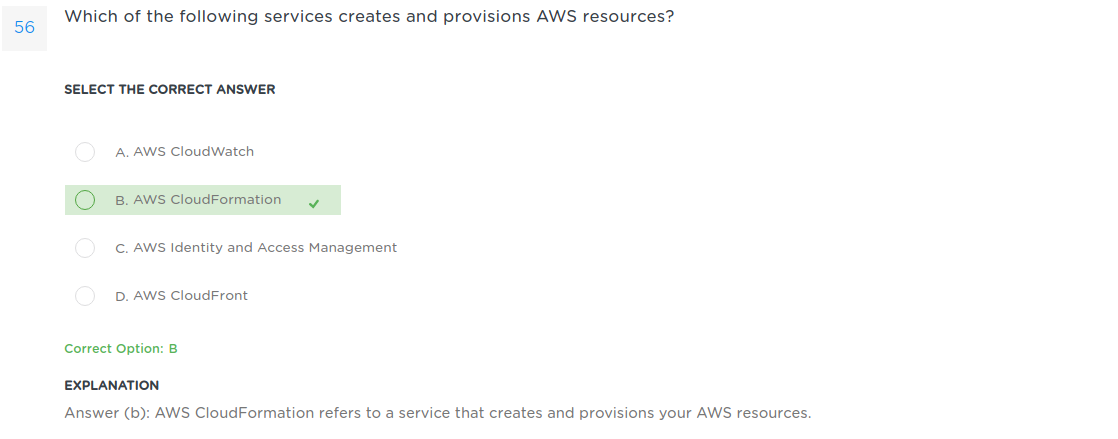 56
Which of the following services creates and provisions AWS resources?
SELECT THE CORRECT ANSWER
A. AWS CloudWatch
B. AWS CloudFormation
C. AWS Identity and Access Management
D. AWS CloudFront
Correct Option: B
EXPLANATION
Answer (b): AWS CloudFormation refers to a service that creates and provisions your AWS resources.